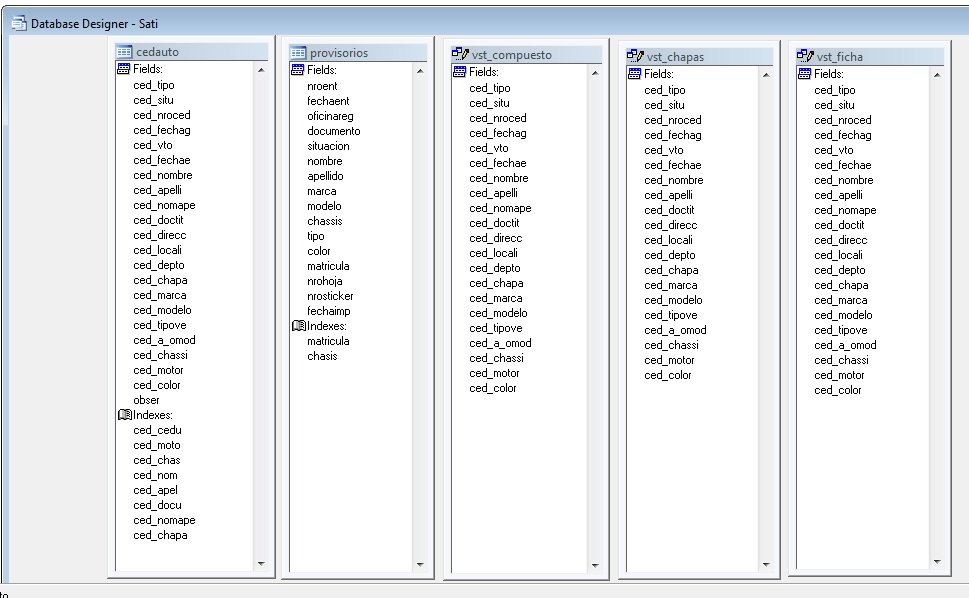 Database Designer - Sati
cedauto
Fields:
ced_tipo
ced_situ
ced_nroced
ced_fechag
ced_vto
ced_fechae
ced_nombre
ced_apelli
ced_nomape
ced_doctit
ced_direcc
ced_locali
ced_depto
ced_chapa
ced_marca
ced_modelo
ced_tipove
ced_a_omod
ced_chassi
ced_motor
ced_color
obser
Indexes:
ced_cedu
ced_moto
ced_chas
ced_nom
ced_apel
ced_docu
ced_nomape
ced_chapa
provisorios
Fields:
nroent
fechaent
oficinareg
documento
situacion
nombre
apellido
marca
modelo
chassis
tipo
color
matricula
nrohoja
nrosticker
fechaimp
Indexes:
matricula
chasis
vst_compuesto
Fields:
ced_tipo
ced_situ
ced_nroced
ced_fechag
ced_vto
ced_fechae
ced_nombre
ced_apelli
ced_nomape
ced_doctit
ced_direcc
ced_locali
ced_depto
ced_chapa
ced_marca
ced_modelo
ced_tipove
ced_a_omod
ced_chassi
ced_motor
ced_color
vst_chapas
Fields:
ced_tipo
ced_situ
ced_nroced
ced_fechag
ced_vto
ced_fechae
ced_nombre
ced_apelli
ced_doctit
ced_direcc
ced_locali
ced_depto
ced_chapa
ced_marca
ced_modelo
ced_tipove
ced_a_omod
ced_chassi
ced_motor
ced_color
vst_ficha
Fields:
ced_tipo
ced_situ
ced_nroced
ced_fechag
ced_vto
ced_fechae
ced_nombre
ced_apelli
ced_nomape
ced_doctit
ced_direcc
ced_locali
ced_depto
ced_chapa
ced_marca
ced_modelo
ced_tipove
ced_a_omod
ced_chassi
ced_motor
ced_color